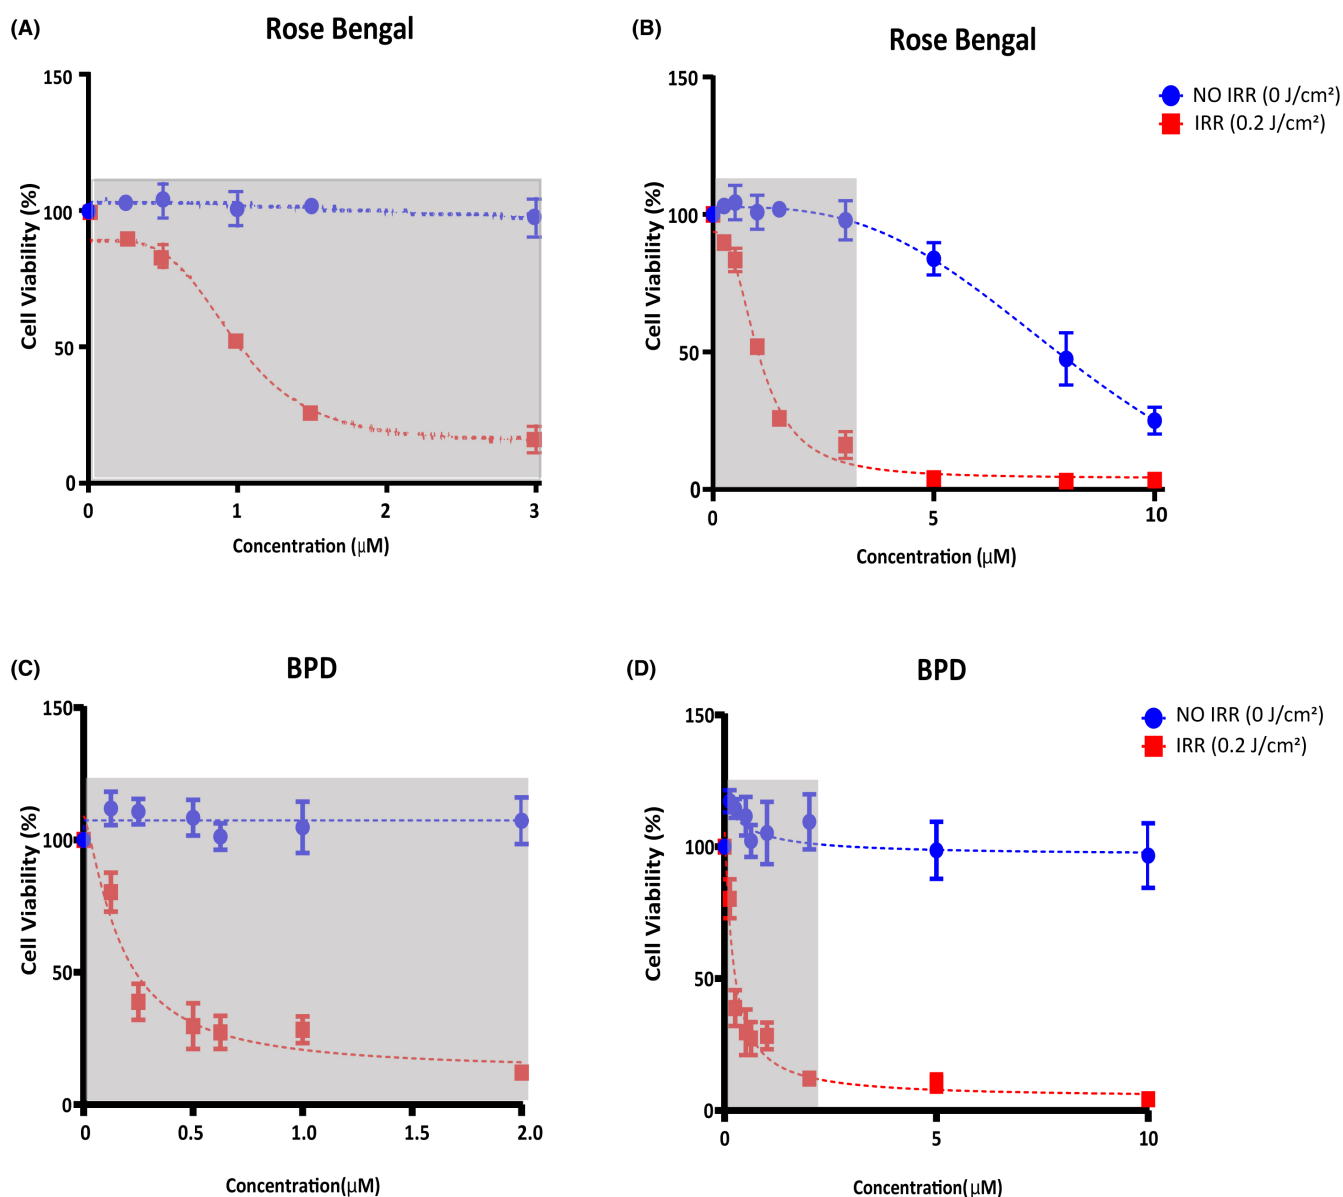 (A)
Rose Bengal
150
100
50
0
Cell Viability (%)
0 1 2 3
Concentration (μM)
(B)
Rose Bengal
150
100
50
0
Cell Viability (%)
0 5 10
Concentration (μM)
NO IRR (0 J/cm²)
IRR (0.2 J/cm²)
(C)
BPD
150
100
50
0
Cell Viability (%)
0 0.5 1.0 1.5 2.0
Concentration(μM)
(D)
BPD
150
100
50
0
Cell Viability (%)
0 5 10
Concentration(μM)
NO IRR (0 J/cm²)
IRR (0.2 J/cm²)